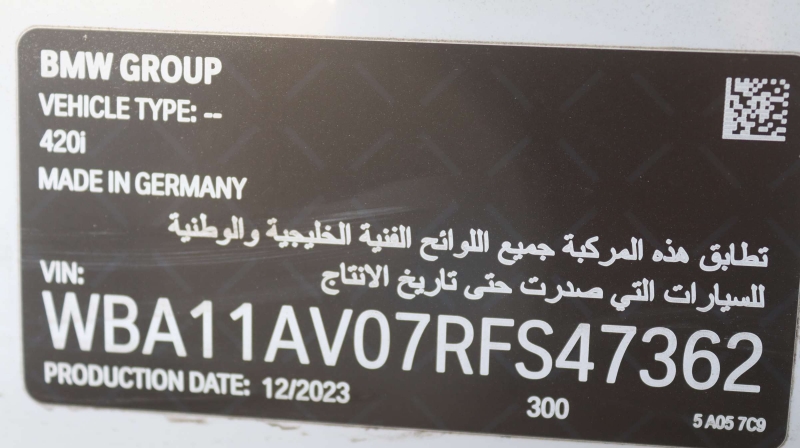 BMW GROUP
VEHICLE TYPE: --
420i
MADE IN GERMANY
تطابق هذه المركبة جميع اللوائح الفنية الخليجية والوطنية
للسيارات التي صدرت حتى تاريخ الانتاج
VIN:
WBA11AV07RFS47362
PRODUCTION DATE: 12/2023
300
5 A05 7C9